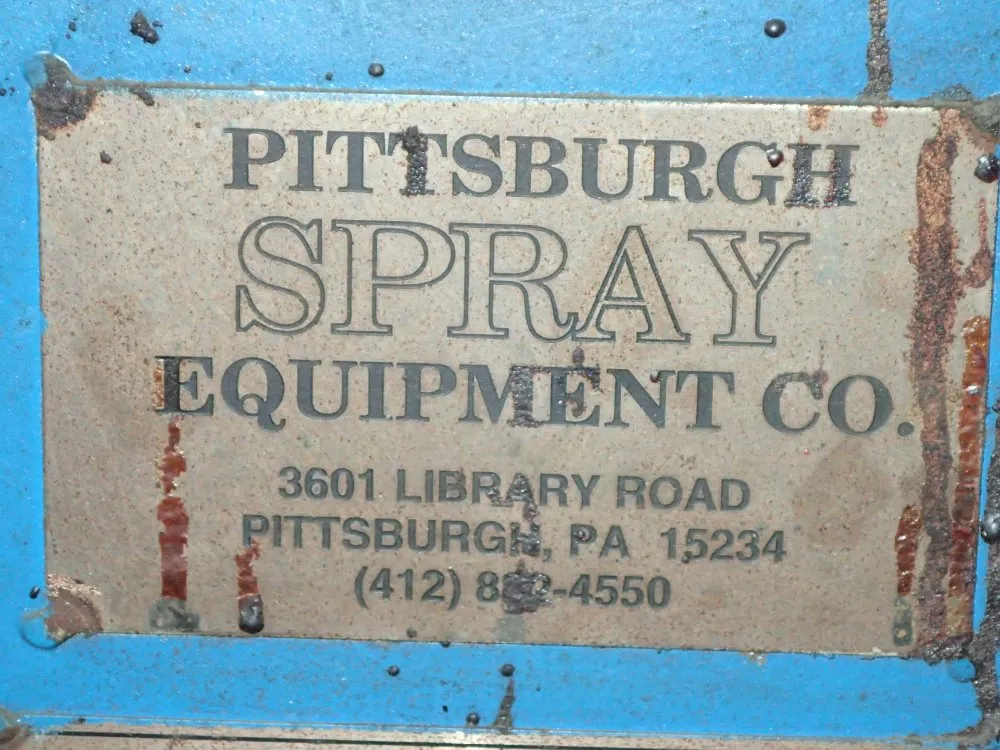 PITTSBURGH
SPRAY
EQUIPMENT CO.
3601 LIBRARY ROAD
PITTSBURGH, PA 15234
(412)